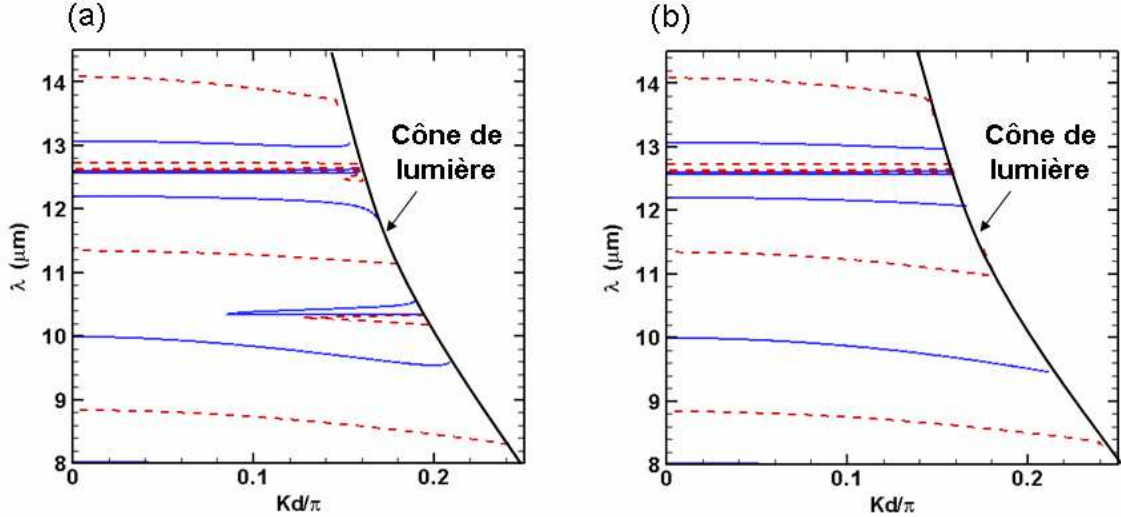 (a)
(b)
14
13
12
11
10
9
8
λ (μm)
0
0.1
0.2
Kd/π
Cône de
lumière
14
13
12
11
10
9
8
λ (μm)
0
0.1
0.2
Kd/π
Cône de
lumière